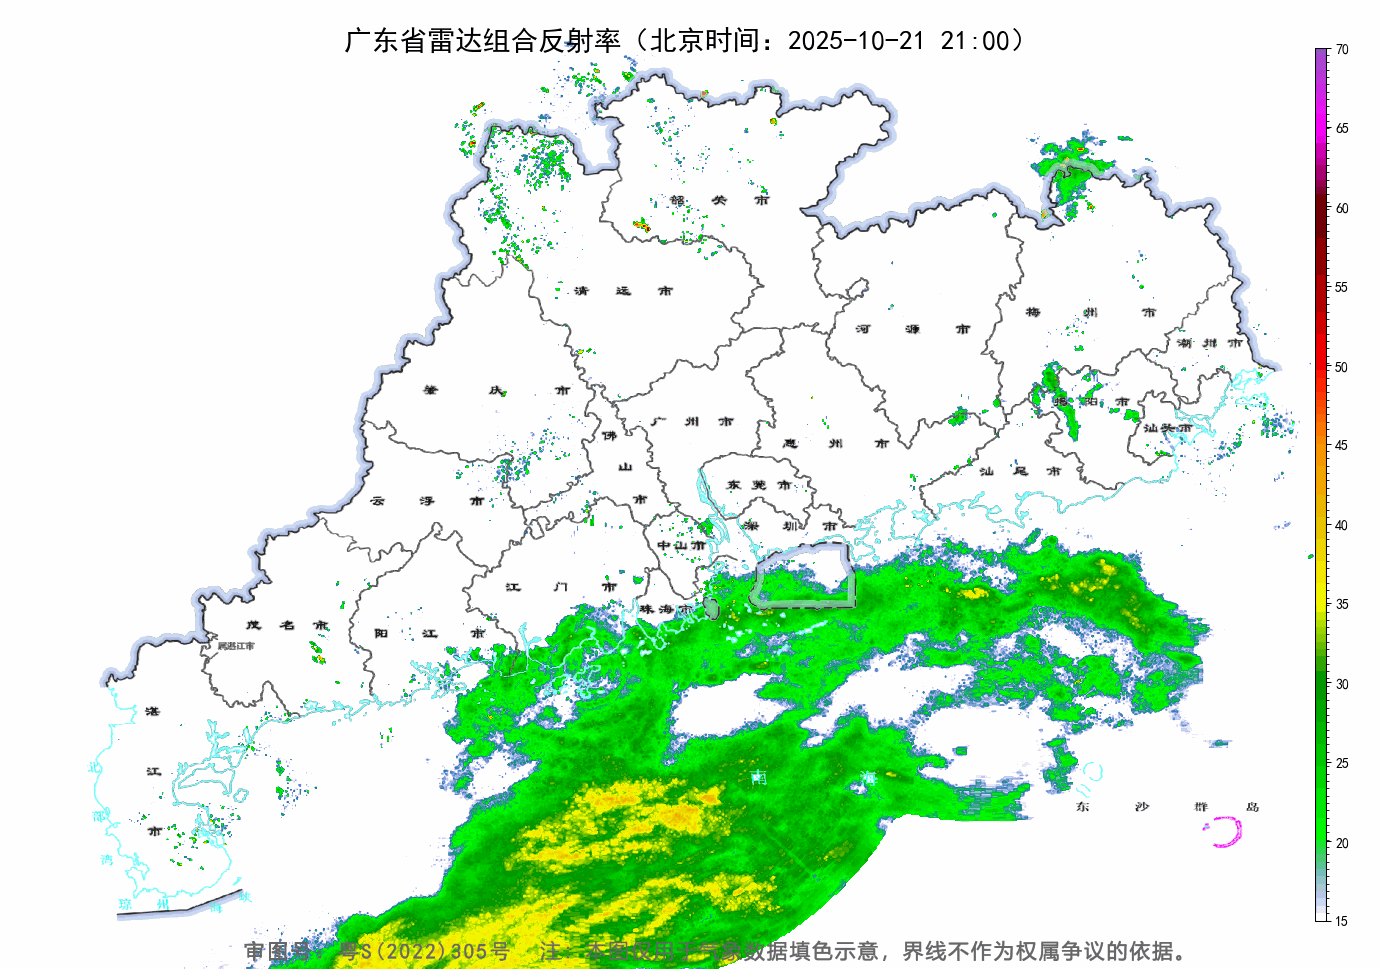 广东省雷达组合反射率（北京时间：2025-10-21 21:00）
70
65
60
55
50
45
40
35
30
25
20
15
韶关市
清远市
河源市
梅州市
潮州市
肇庆市
广州市
惠州市
揭阳市
汕头市
佛山市
东莞市
汕尾市
云浮市
深圳市
中山市
江门市
珠海市
茂名市
阳江市
属湛江市
湛江市
北部湾
琼州海峡
南海
东沙群岛
审图号：粤S(2022)305号 注：本图仅用于气象数据填色示意，界线不作为权属争议的依据。